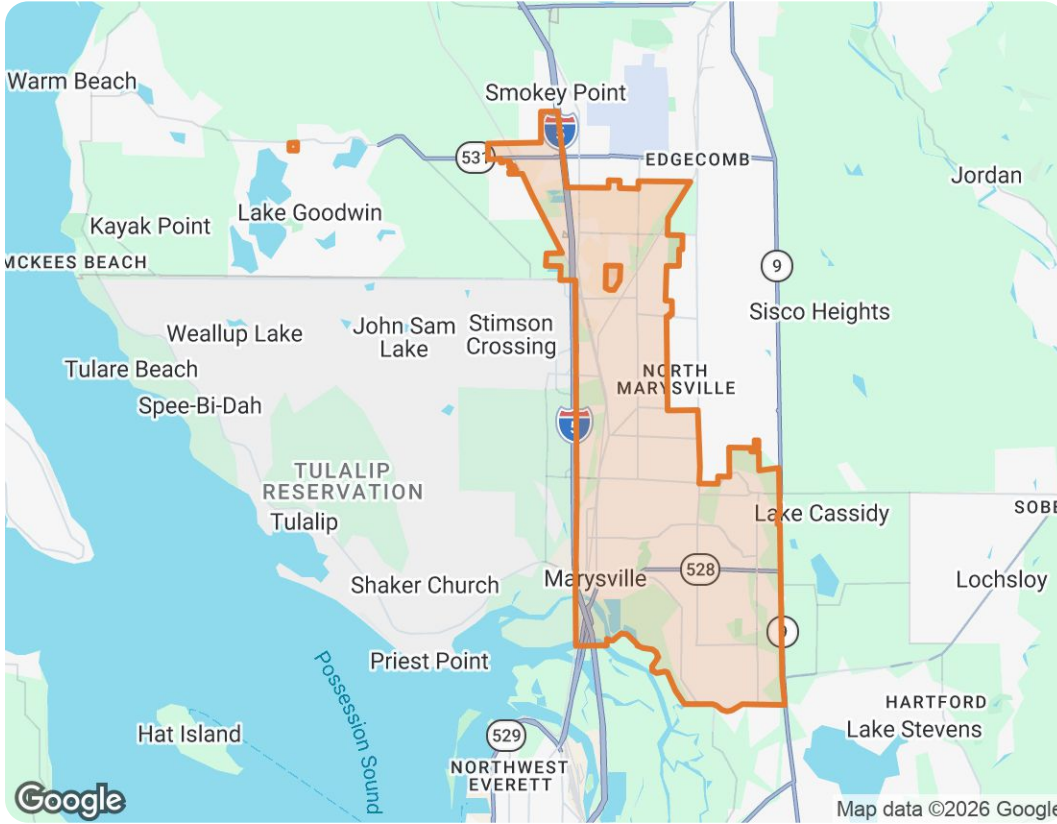 Warm Beach
Smokey Point
5
531
EDGECOMB
Jordan
Lake Goodwin
Kayak Point
MCKEES BEACH
9
Sisco Heights
Weallup Lake
John Sam
Lake
Stimson
Crossing
Tulare Beach
NORTH
MARYSVILLE
Spee-Bi-Dah
5
TULALIP
RESERVATION
Tulalip
Lake Cassidy
SOBE
Shaker Church
Marysville
528
Lochsloy
9
Priest Point
Possession Sound
HARTFORD
Lake Stevens
Hat Island
529
NORTHWEST
EVERETT
Google
Map data ©2026 Google